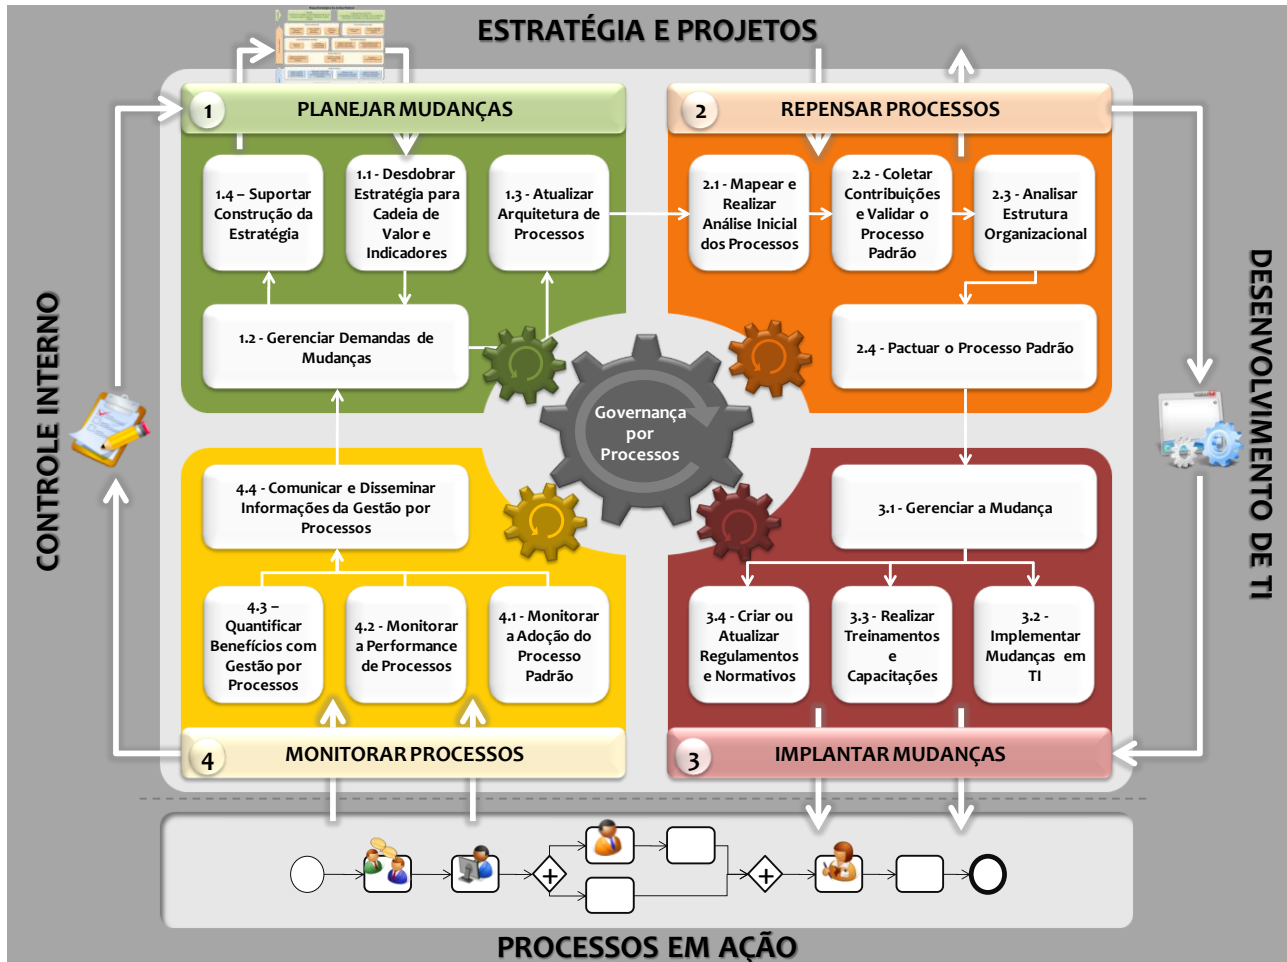 ESTRATÉGIA E PROJETOS
1
PLANEJAR MUDANÇAS
1.4 – Suportar
Construção da
Estratégia
1.1 - Desdobrar
Estratégia para
Cadeia de
Valor e
Indicadores
1.3 - Atualizar
Arquitetura de
Processos
1.2 - Gerenciar Demandas de
Mudanças
2
REPENSAR PROCESSOS
2.1 - Mapear e
Realizar
Análise Inicial
dos Processos
2.2 - Coletar
Contribuições
e Validar o
Processo
Padrão
2.3 - Analisar
Estrutura
Organizacional
2.4 - Pactuar o Processo Padrão
Governança
por
Processos
CONTROLE INTERNO
DESENVOLVIMENTO DE TI
4.4 - Comunicar e Disseminar
Informações da Gestão por
Processos
4.3 –
Quantificar
Benefícios com
Gestão por
Processos
4.2 - Monitorar
a Performance
de Processos
4.1 - Monitorar
a Adoção do
Processo
Padrão
4
MONITORAR PROCESSOS
3.1 - Gerenciar a Mudança
3.4 - Criar ou
Atualizar
Regulamentos
e Normativos
3.3 - Realizar
Treinamentos
e
Capacitações
3.2 -
Implementar
Mudanças em
TI
3
IMPLANTAR MUDANÇAS
PROCESSOS EM AÇÃO